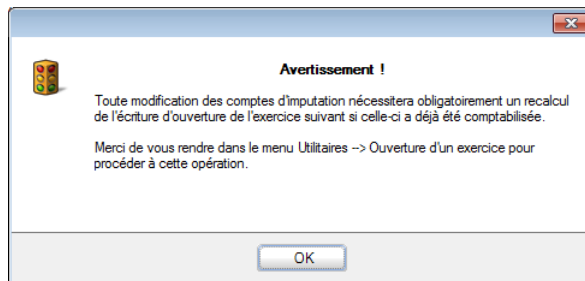 Avertissement !
Toute modification des comptes d'imputation nécessitera obligatoirement un recalcul
de l'écriture d'ouverture de l'exercice suivant si celle-ci a déjà été comptabilisée.
Merci de vous rendre dans le menu Utilitaires --> Ouverture d'un exercice pour
procéder à cette opération.
OK